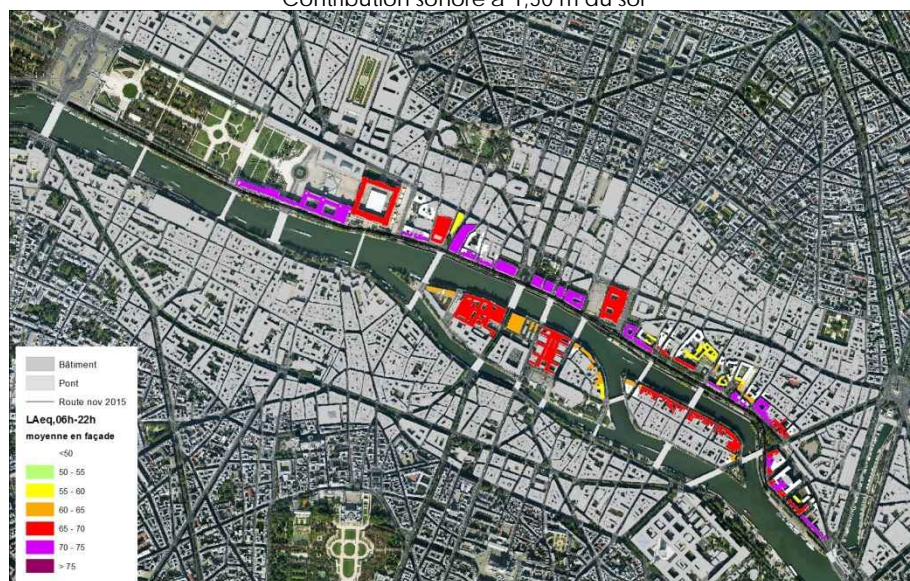 Contribution sonore à 1,50 m du sol
Bâtiment
Pont
Route nov 2015
LAeq,06h-22h
moyenne en façade
<50
50 - 55
55 - 60
60 - 65
65 - 70
70 - 75
> 75